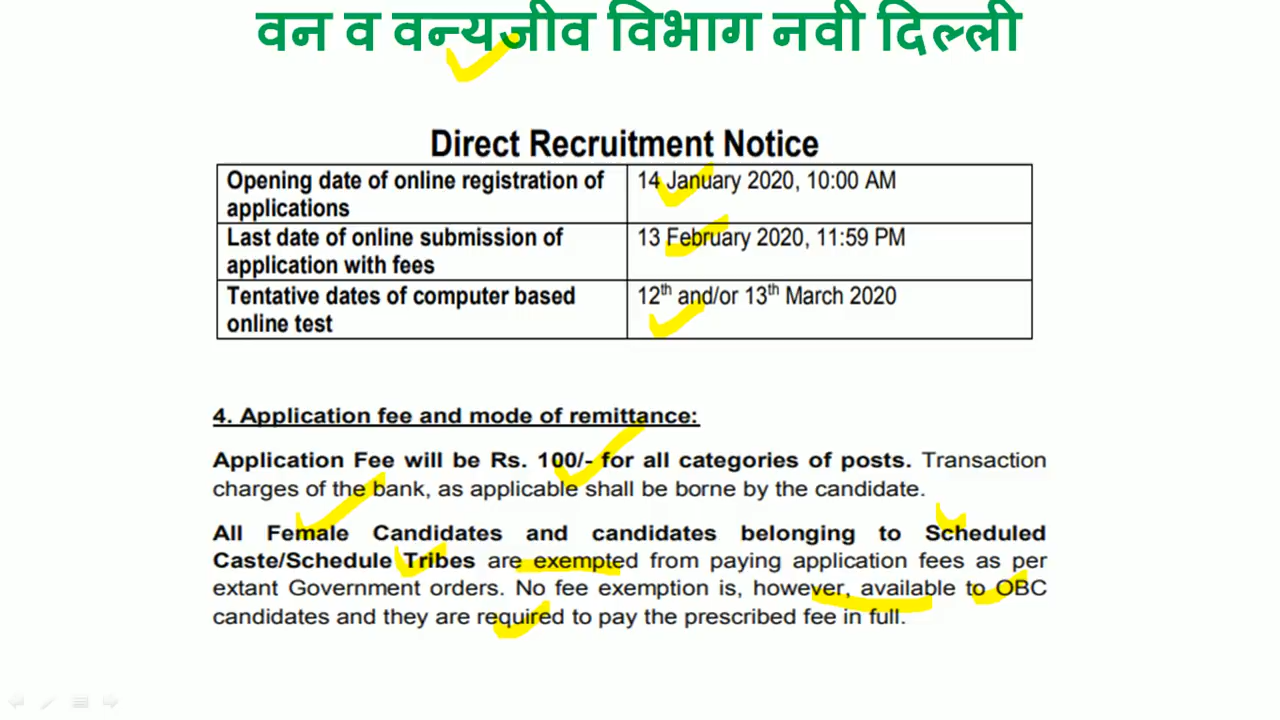 वन व वन्यजीव विभाग नवी दिल्ली
Direct Recruitment Notice
Opening date of online registration of applications
14 January 2020, 10:00 AM
Last date of online submission of application with fees
13 February 2020, 11:59 PM
Tentative dates of computer based online test
12th and/or 13th March 2020
4. Application fee and mode of remittance:
Application Fee will be Rs. 100/- for all categories of posts. Transaction
charges of the bank, as applicable shall be borne by the candidate.
All Female Candidates and candidates belonging to Scheduled
Caste/Schedule Tribes are exempted from paying application fees as per
extant Government orders. No fee exemption is, however, available to OBC
candidates and they are required to pay the prescribed fee in full.